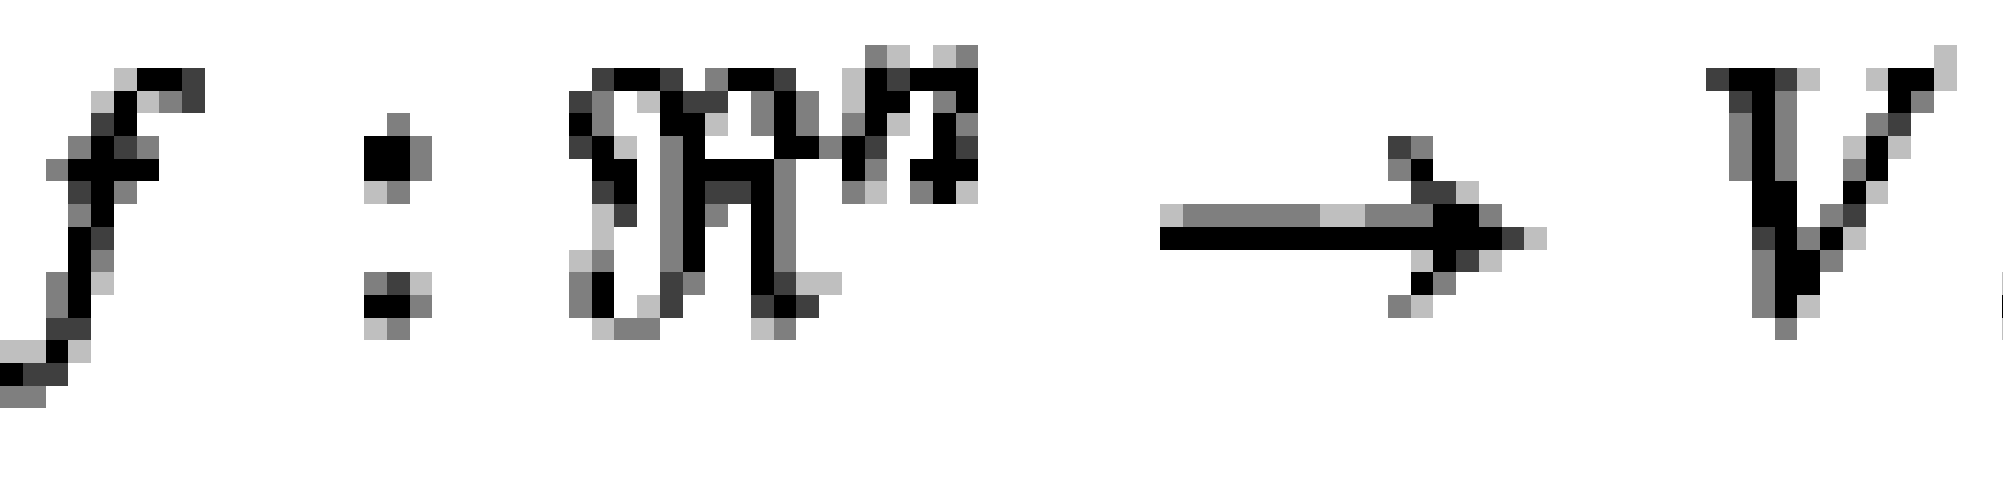 f : ℜⁿ → V